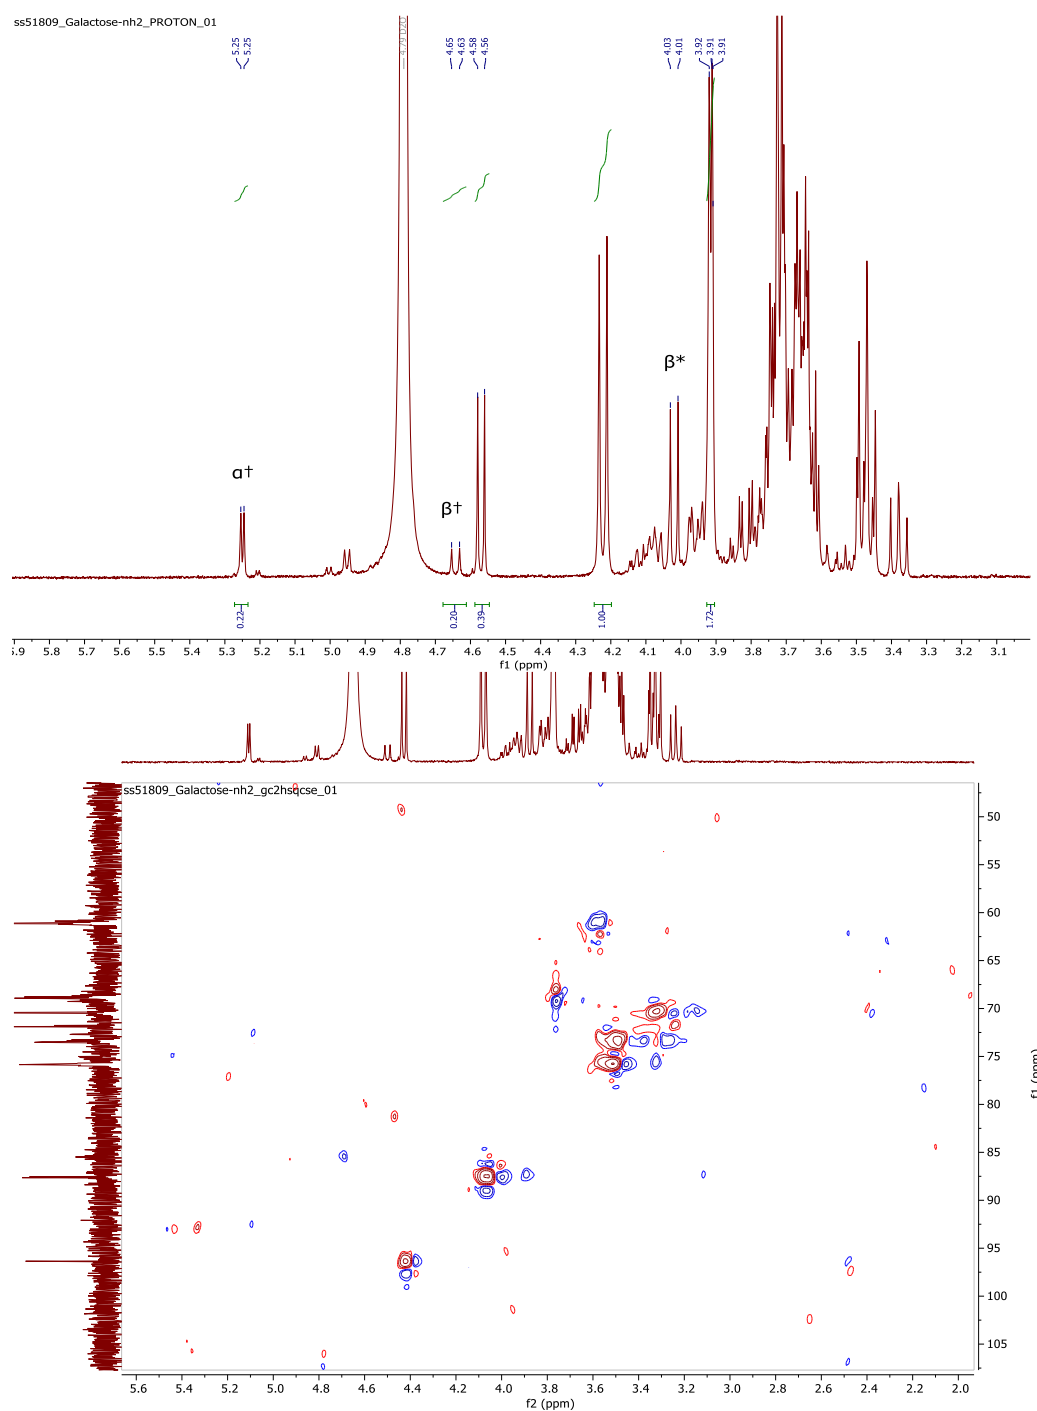 ss51809_Galactose-nh2_PROTON_01
5.25
5.25
4.79 D2O
4.65
4.63
4.58
4.56
4.03
4.01
3.92
3.91
3.91
β*
α†
β†
0.22
0.20
0.39
1.00
1.72
5.9 5.8 5.7 5.6 5.5 5.4 5.3 5.2 5.1 5.0 4.9 4.8 4.7 4.6 4.5 4.4 4.3 4.2 4.1 4.0 3.9 3.8 3.7 3.6 3.5 3.4 3.3 3.2 3.1
f1 (ppm)
ss51809_Galactose-nh2_gc2hsqcse_01
50
55
60
65
70
75
80
85
90
95
100
105
f1 (ppm)
5.6 5.4 5.2 5.0 4.8 4.6 4.4 4.2 4.0 3.8 3.6 3.4 3.2 3.0 2.8 2.6 2.4 2.2 2.0
f2 (ppm)